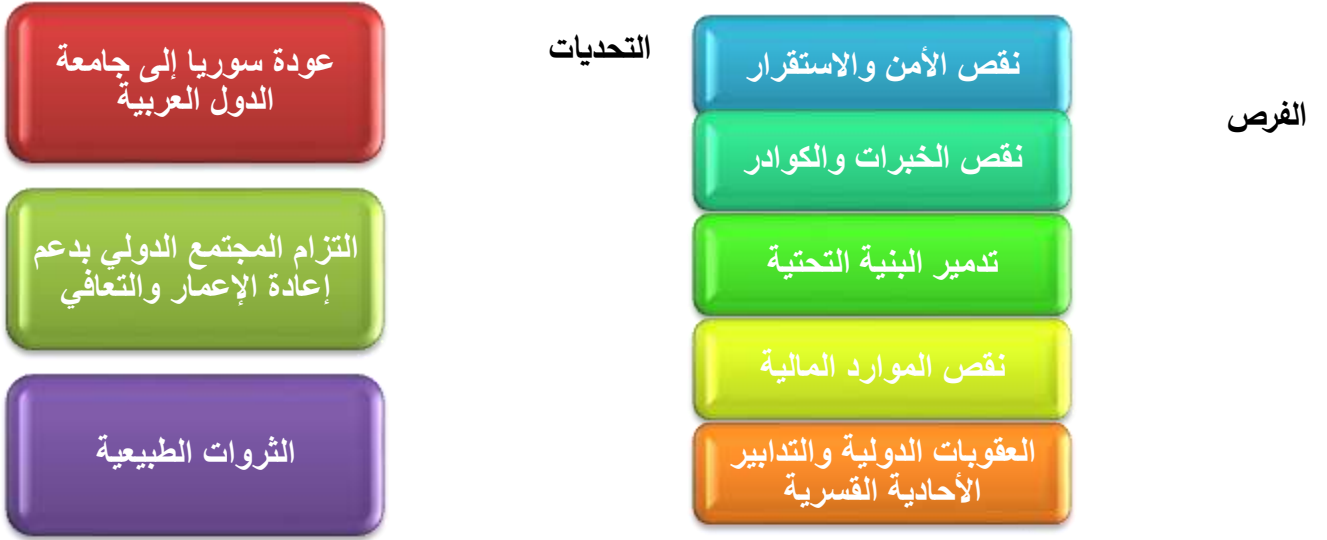 الفرص
نقص الأمن والاستقرار
نقص الخبرات والكوادر
تدمير البنية التحتية
نقص الموارد المالية
العقوبات الدولية والتدابير
الأحادية القسرية
التحديات
عودة سوريا إلى جامعة
الدول العربية
التزام المجتمع الدولي بدعم
إعادة الإعمار والتعافي
الثروات الطبيعية